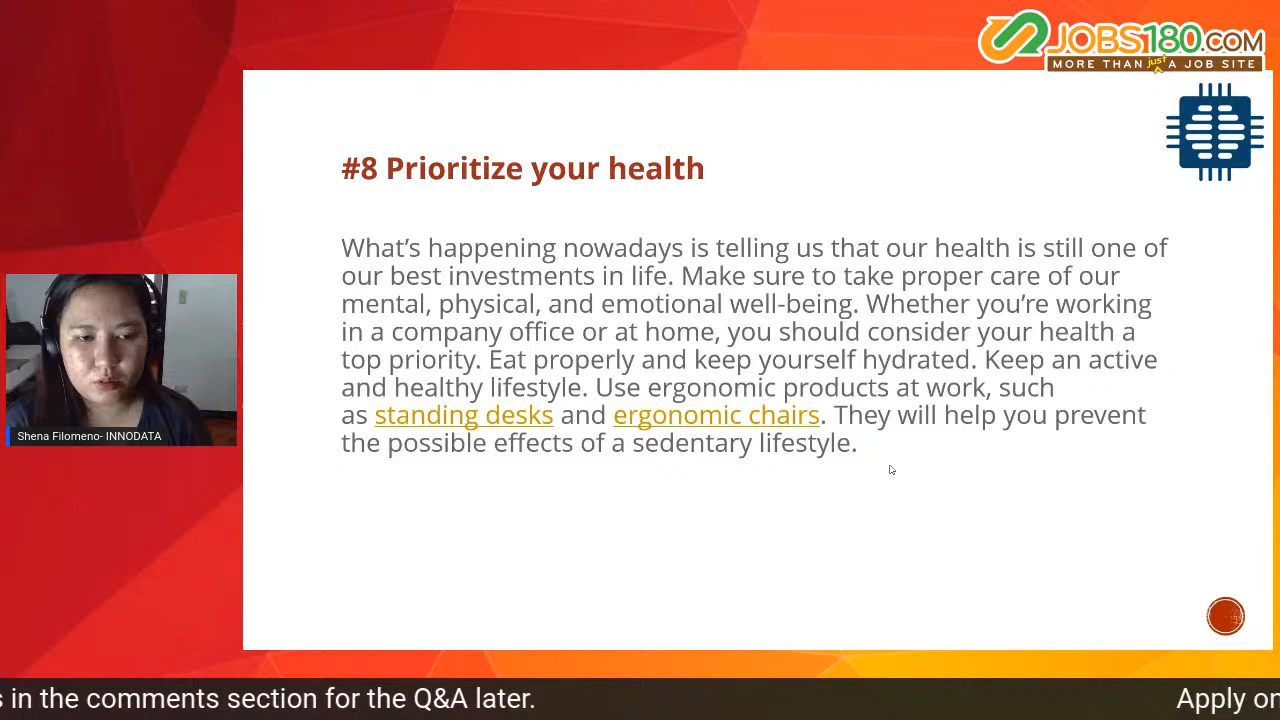 JOBS180.COM
MORE THAN just A JOB SITE
#8 Prioritize your health
What’s happening nowadays is telling us that our health is still one of
our best investments in life. Make sure to take proper care of our
mental, physical, and emotional well-being. Whether you’re working
in a company office or at home, you should consider your health a
top priority. Eat properly and keep yourself hydrated. Keep an active
and healthy lifestyle. Use ergonomic products at work, such
as standing desks and ergonomic chairs. They will help you prevent
the possible effects of a sedentary lifestyle.
Shena Filomeno- INNODATA
s in the comments section for the Q&A later.
Apply on